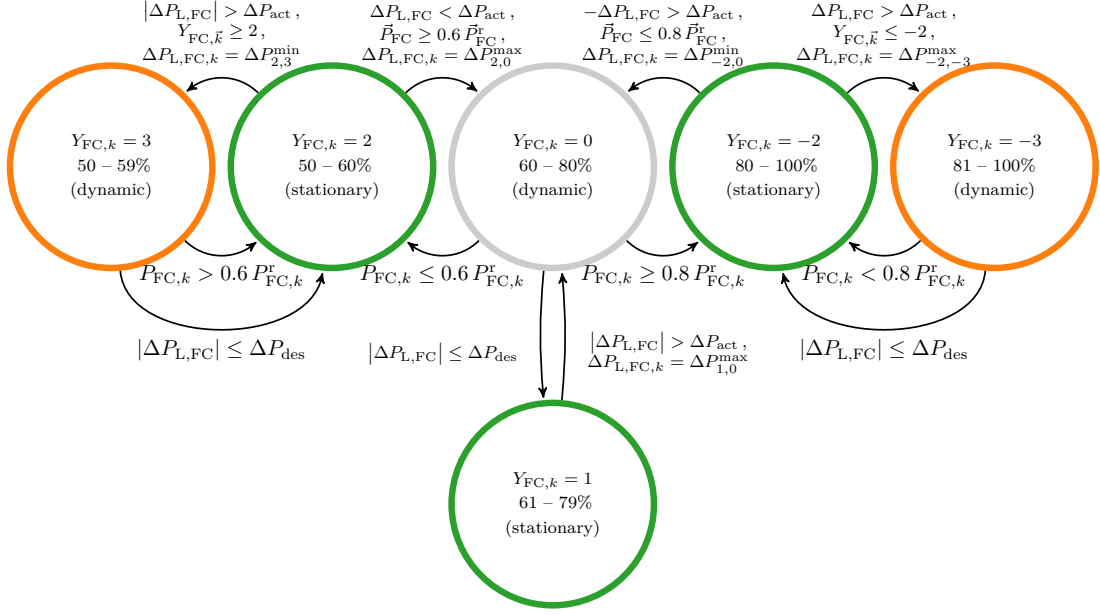 |ΔP_L,FC| > ΔP_act ,
Y_FC,k⃗ ≥ 2 ,
ΔP_L,FC,k = ΔP^min_2,3
ΔP_L,FC < ΔP_act ,
P⃗_FC ≥ 0.6 P⃗^r_FC ,
ΔP_L,FC,k = ΔP^max_2,0
-ΔP_L,FC > ΔP_act ,
P⃗_FC ≤ 0.8 P⃗^r_FC ,
ΔP_L,FC,k = ΔP^min_−2,0
ΔP_L,FC > ΔP_act ,
Y_FC,k⃗ ≤ -2 ,
ΔP_L,FC,k = ΔP^max_−2,−3
Y_FC,k = 3
50 – 59%
(dynamic)
Y_FC,k = 2
50 – 60%
(stationary)
Y_FC,k = 0
60 – 80%
(dynamic)
Y_FC,k = −2
80 – 100%
(stationary)
Y_FC,k = −3
81 – 100%
(dynamic)
P_FC,k > 0.6 P^r_FC,k
P_FC,k ≤ 0.6 P^r_FC,k
P_FC,k ≥ 0.8 P^r_FC,k
P_FC,k < 0.8 P^r_FC,k
|ΔP_L,FC| ≤ ΔP_des
|ΔP_L,FC| ≤ ΔP_des
|ΔP_L,FC| > ΔP_act ,
ΔP_L,FC,k = ΔP^max_1,0
|ΔP_L,FC| ≤ ΔP_des
Y_FC,k = 1
61 – 79%
(stationary)